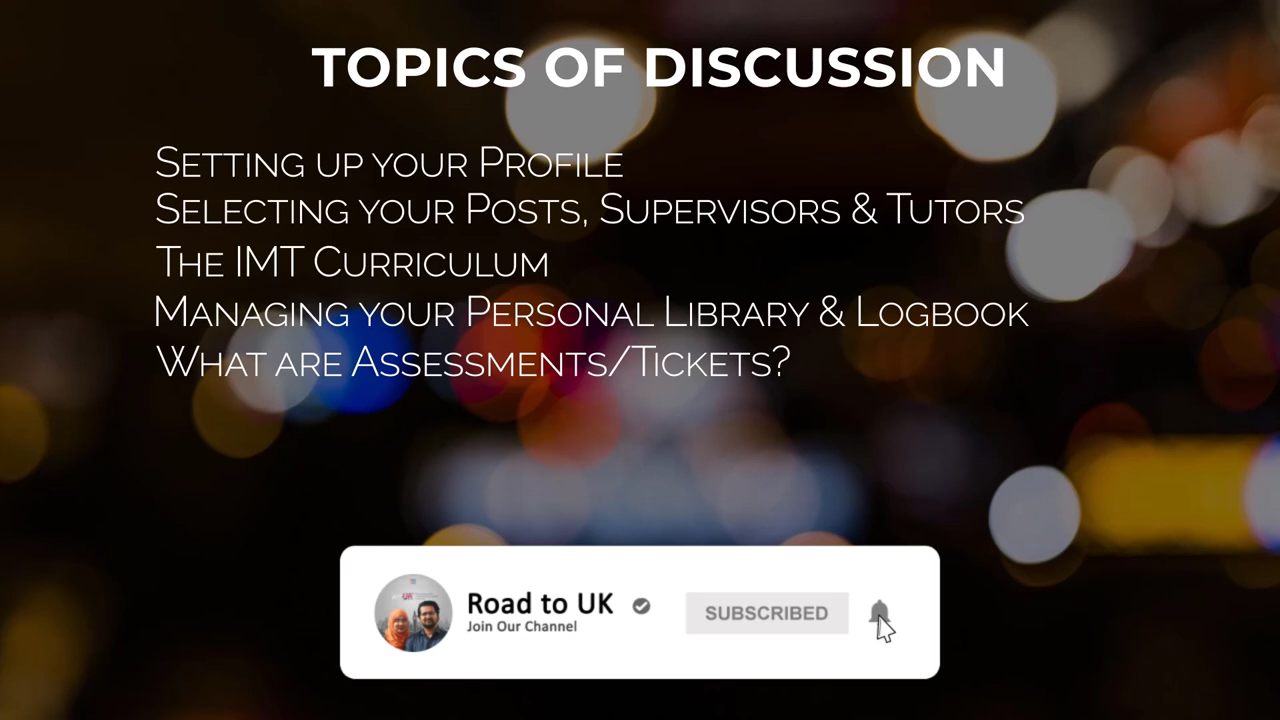 TOPICS OF DISCUSSION
Setting up your Profile
Selecting your Posts, Supervisors & Tutors
The IMT Curriculum
Managing your Personal Library & Logbook
What are Assessments/Tickets?
Road to UK
Join Our Channel
SUBSCRIBED